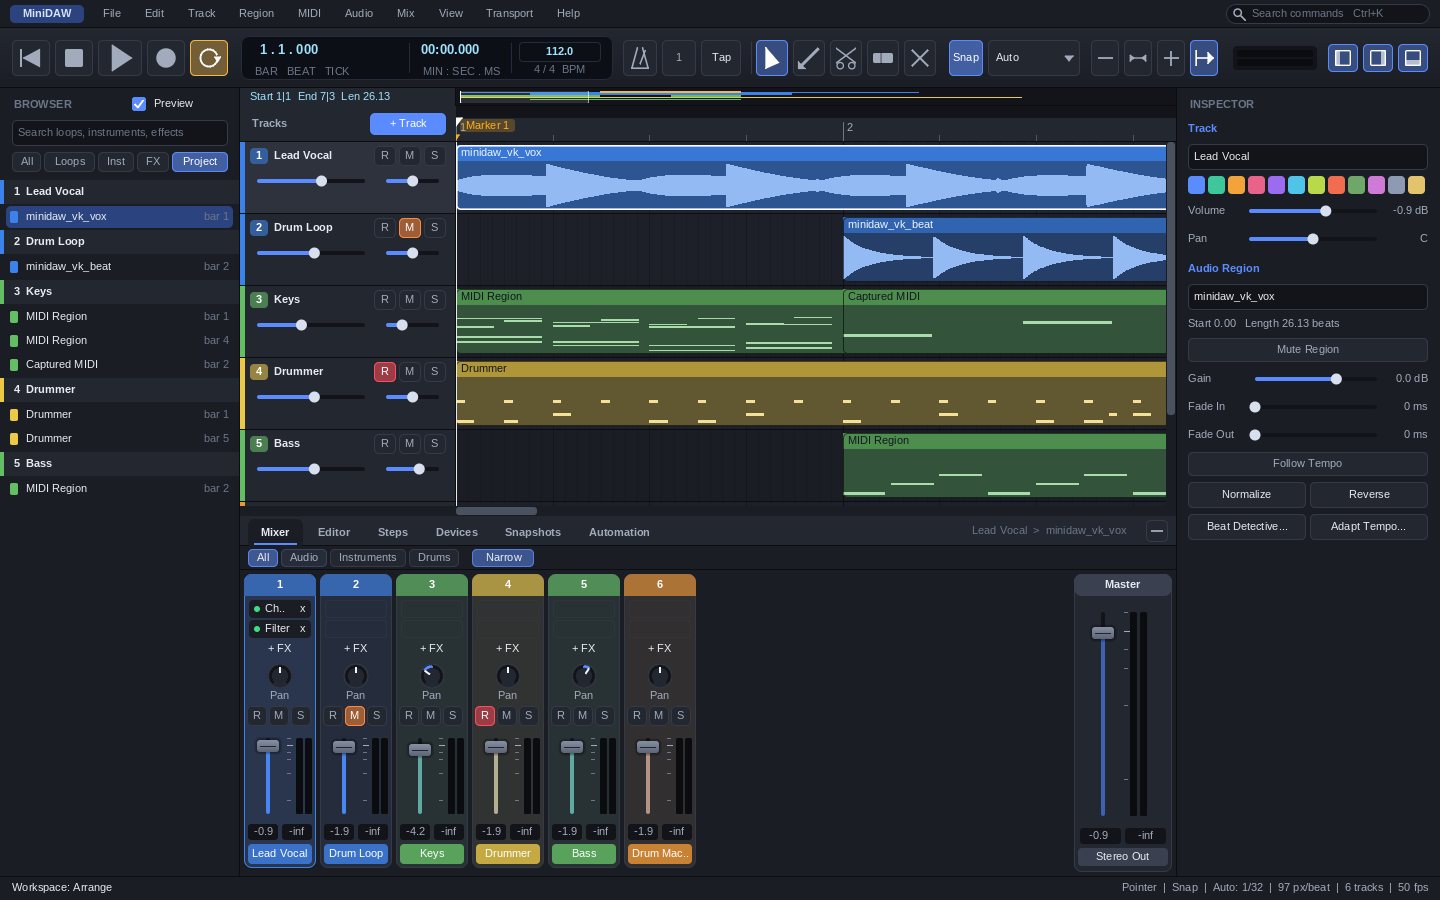 MiniDAW File Edit Track Region MIDI Audio Mix View Transport Help Search commands Ctrl+K
1 . 1 . 000 00:00.000 112.0
BAR BEAT TICK MIN : SEC . MS 4 / 4 BPM
1 Tap Snap Auto
BROWSER Preview
Search loops, instruments, effects
All Loops Inst FX Project
1 Lead Vocal
minidaw_vk_vox bar 1
2 Drum Loop
minidaw_vk_beat bar 2
3 Keys
MIDI Region bar 1
MIDI Region bar 4
Captured MIDI bar 2
4 Drummer
Drummer bar 1
Drummer bar 5
5 Bass
MIDI Region bar 2
Start 1|1 End 7|3 Len 26.13
Tracks + Track
1 Marker 1 2
1 Lead Vocal R M S
minidaw_vk_vox
2 Drum Loop R M S
minidaw_vk_beat
3 Keys R M S
MIDI Region Captured MIDI
4 Drummer R M S
Drummer
5 Bass R M S
MIDI Region
Mixer Editor Steps Devices Snapshots Automation Lead Vocal > minidaw_vk_vox
All Audio Instruments Drums Narrow
1 2 3 4 5 6 Master
Ch.. x
Filter x
+ FX + FX + FX + FX + FX + FX
Pan Pan Pan Pan Pan Pan
R M S R M S R M S R M S R M S R M S
-0.9 -inf -1.9 -inf -4.2 -inf -1.9 -inf -1.9 -inf -1.9 -inf -0.9 -inf
Lead Vocal Drum Loop Keys Drummer Bass Drum Mac.. Stereo Out
INSPECTOR
Track
Lead Vocal
Volume -0.9 dB
Pan C
Audio Region
minidaw_vk_vox
Start 0.00 Length 26.13 beats
Mute Region
Gain 0.0 dB
Fade In 0 ms
Fade Out 0 ms
Follow Tempo
Normalize Reverse
Beat Detective... Adapt Tempo...
Workspace: Arrange Pointer | Snap | Auto: 1/32 | 97 px/beat | 6 tracks | 50 fps